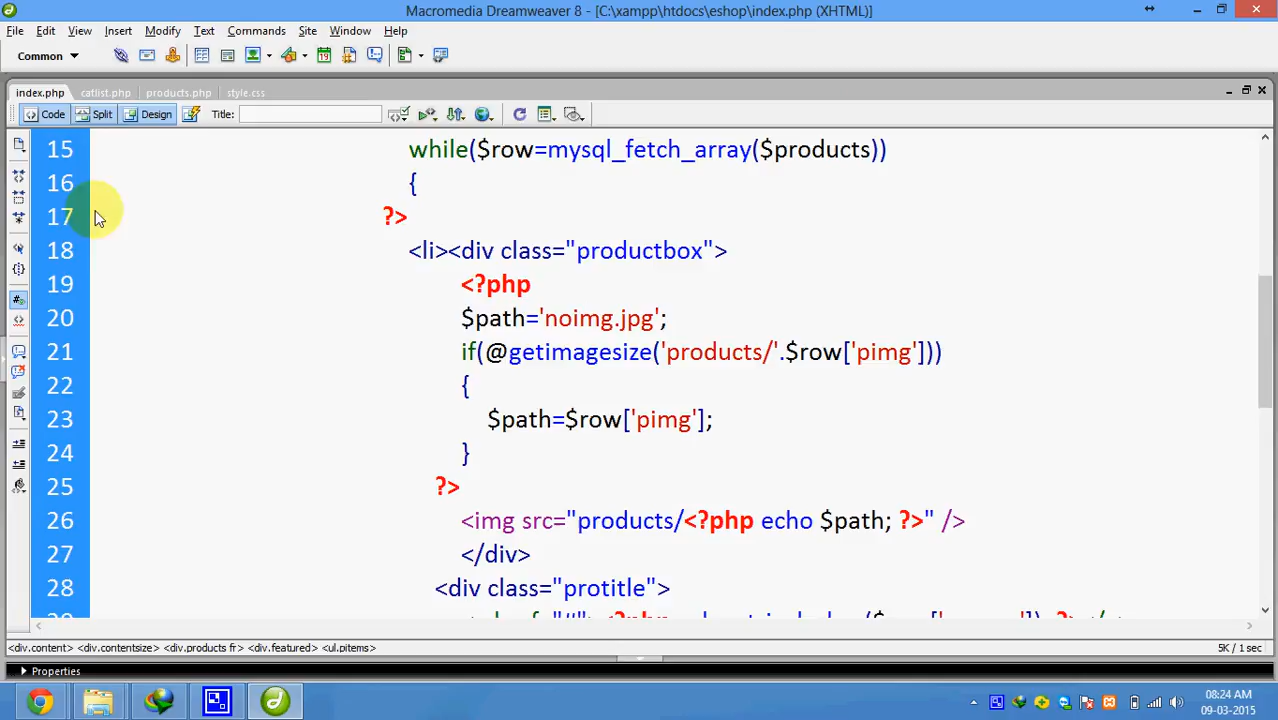 Macromedia Dreamweaver 8 - [C:\xampp\htdocs\eshop\index.php (XHTML)]
File Edit View Insert Modify Text Commands Site Window Help
Common
index.php catlist.php products.php style.css
Code Split Design Title:
15 while($row=mysql_fetch_array($products))
16 {
17 ?>
18 <li><div class="productbox">
19 <?php
20 $path='noimg.jpg';
21 if(@getimagesize('products/'.$row['pimg']))
22 {
23 $path=$row['pimg'];
24 }
25 ?>
26 <img src="products/<?php echo $path; ?>" />
27 </div>
28 <div class="protitle">
<div.content> <div.contentsize> <div.products fr> <div.featured> <ul.pitems> 5K / 1 sec
Properties
08:24 AM
09-03-2015